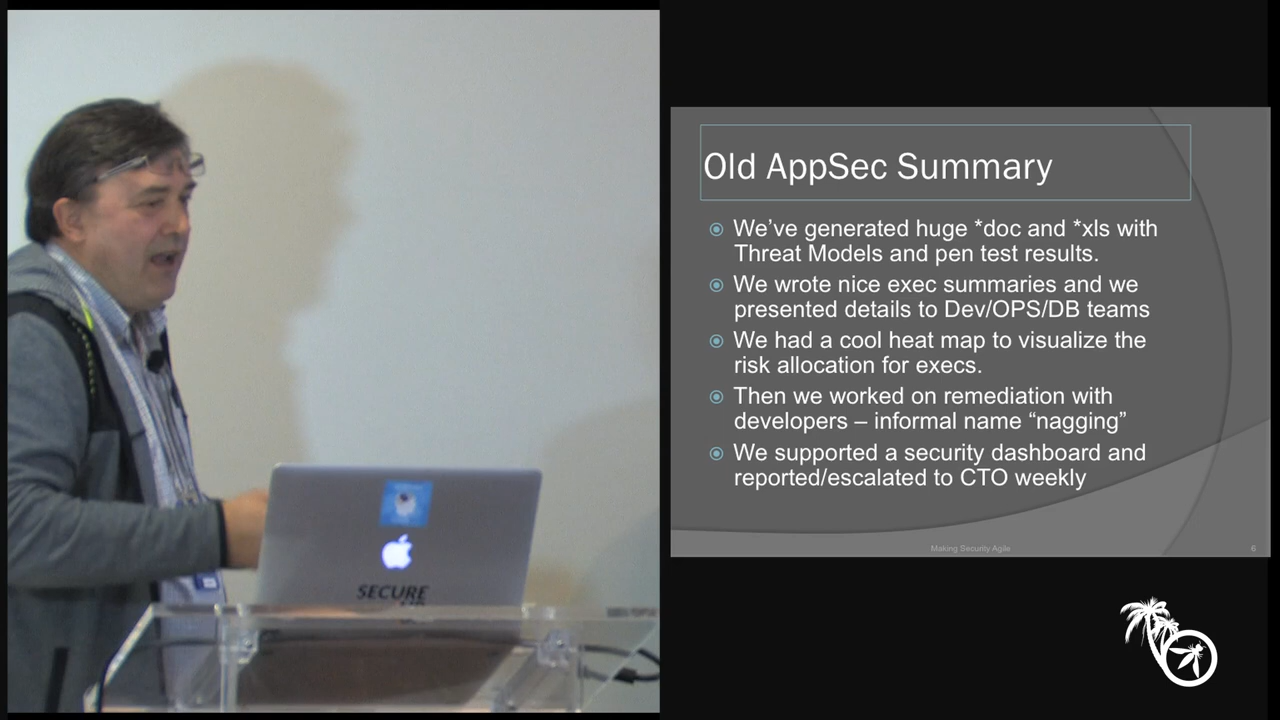 Old AppSec Summary
We've generated huge *doc and *xls with
Threat Models and pen test results.
We wrote nice exec summaries and we
presented details to Dev/OPS/DB teams
We had a cool heat map to visualize the
risk allocation for execs.
Then we worked on remediation with
developers – informal name “nagging”
We supported a security dashboard and
reported/escalated to CTO weekly
Making Security Agile
6
SECURE